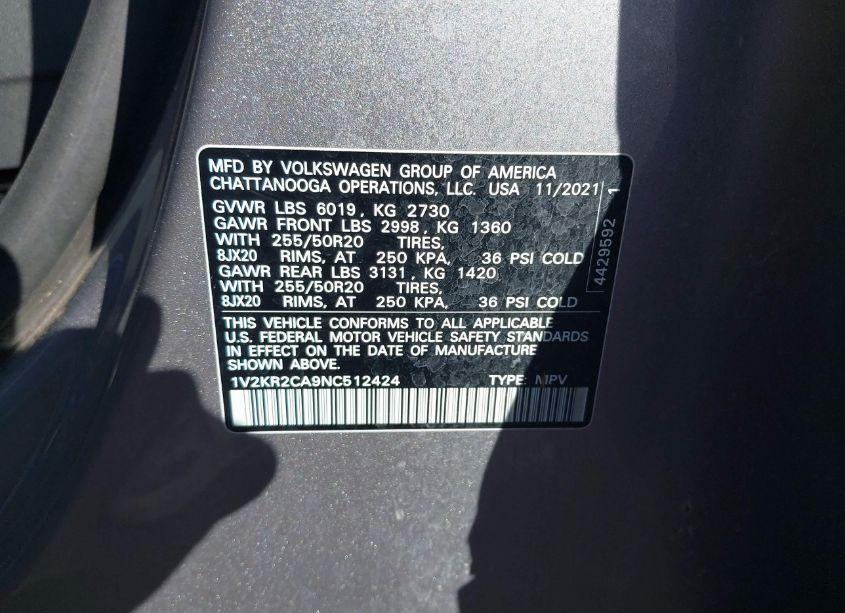 MFD BY VOLKSWAGEN GROUP OF AMERICA
CHATTANOOGA OPERATIONS, LLC. USA 11/2021
GVWR LBS 6019, KG 2730
GAWR FRONT LBS 2998, KG 1360
WITH 255/50R20 TIRES,
8JX20 RIMS, AT 250 KPA, 36 PSI COLD
GAWR REAR LBS 3131, KG 1420
WITH 255/50R20 TIRES,
8JX20 RIMS, AT 250 KPA, 36 PSI COLD
THIS VEHICLE CONFORMS TO ALL APPLICABLE
U.S. FEDERAL MOTOR VEHICLE SAFETY STANDARDS
IN EFFECT ON THE DATE OF MANUFACTURE
SHOWN ABOVE.
1V2KR2CA9NC512424 TYPE: MPV
4429592 1